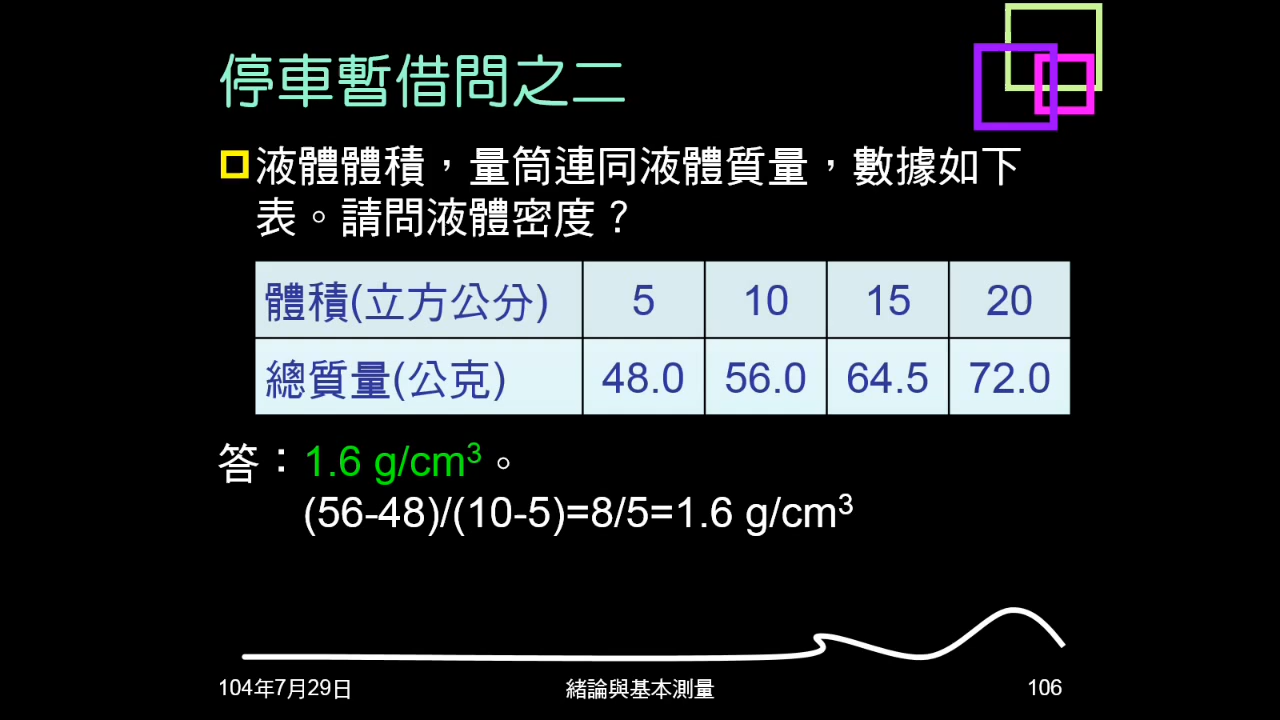 停車暫借問之二
液體體積，量筒連同液體質量，數據如下
表。請問液體密度？
體積(立方公分) 5 10 15 20
總質量(公克) 48.0 56.0 64.5 72.0
答：1.6 g/cm³。
(56-48)/(10-5)=8/5=1.6 g/cm³
104年7月29日 緒論與基本測量 106